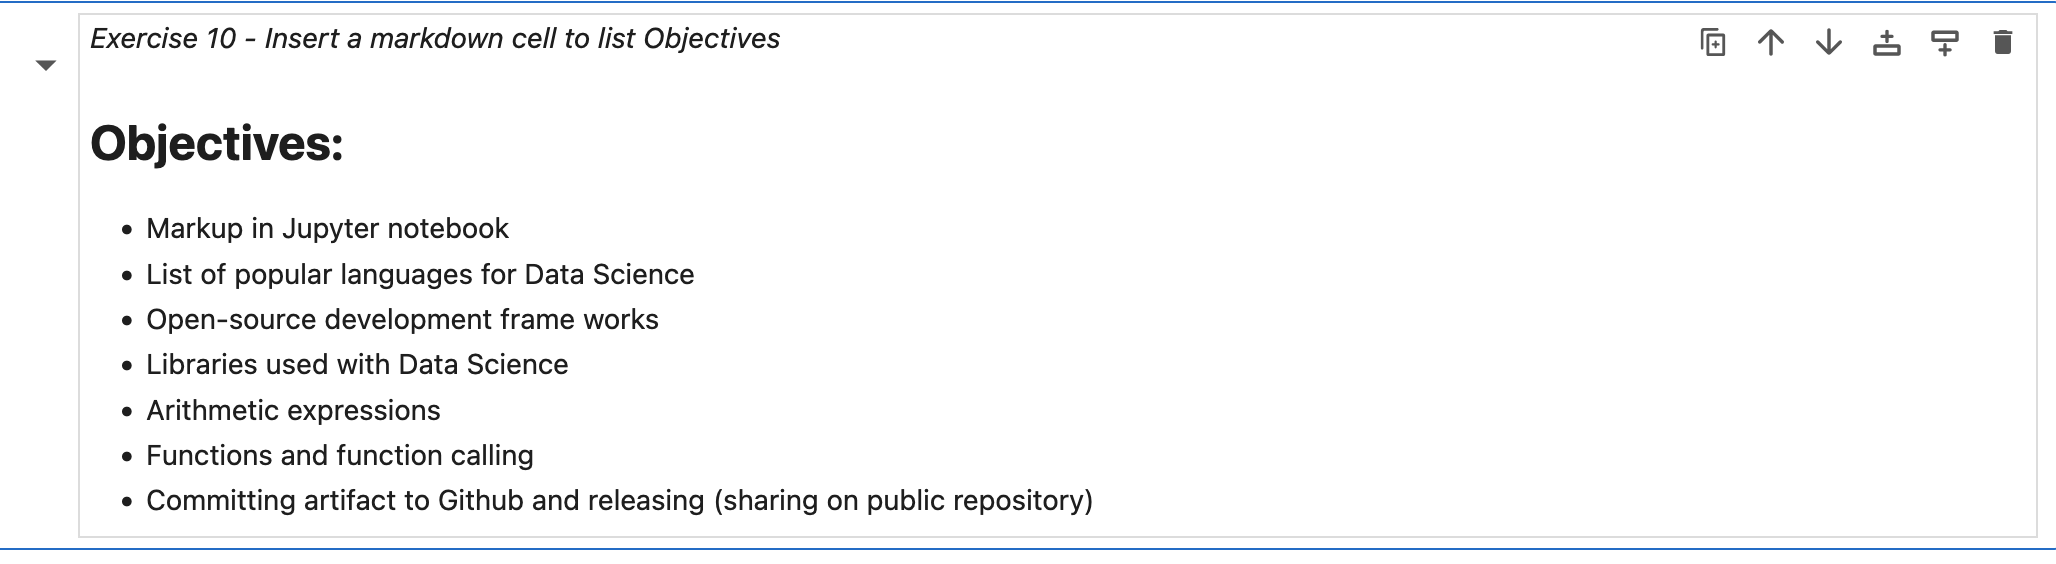 Exercise 10 - Insert a markdown cell to list Objectives
Objectives:
Markup in Jupyter notebook
List of popular languages for Data Science
Open-source development frame works
Libraries used with Data Science
Arithmetic expressions
Functions and function calling
Committing artifact to Github and releasing (sharing on public repository)